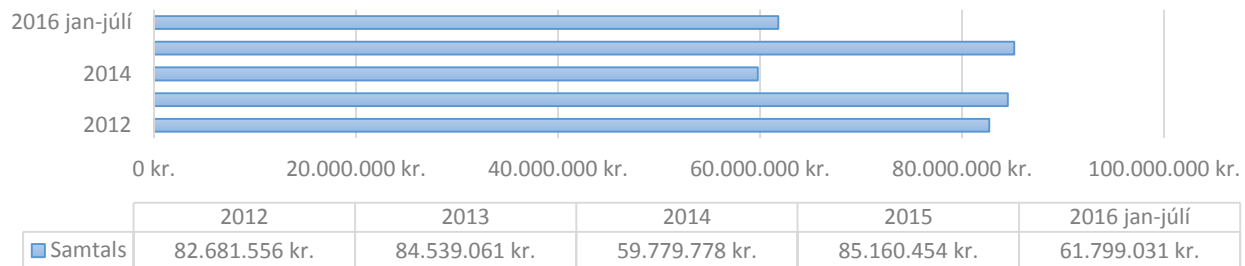 2016 jan-júlí
2014
2012
0 kr. 20.000.000 kr. 40.000.000 kr. 60.000.000 kr. 80.000.000 kr. 100.000.000 kr.
2012 2013 2014 2015 2016 jan-júlí
Samtals 82.681.556 kr. 84.539.061 kr. 59.779.778 kr. 85.160.454 kr. 61.799.031 kr.